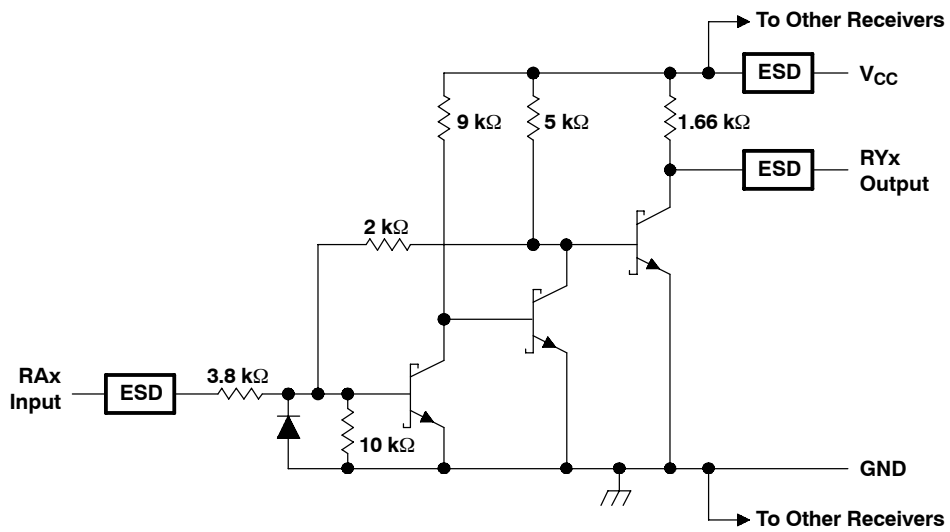 To Other Receivers
ESD
VCC
9 kΩ
5 kΩ
1.66 kΩ
ESD
RYx
Output
2 kΩ
RAx
Input
ESD
3.8 kΩ
10 kΩ
GND
To Other Receivers